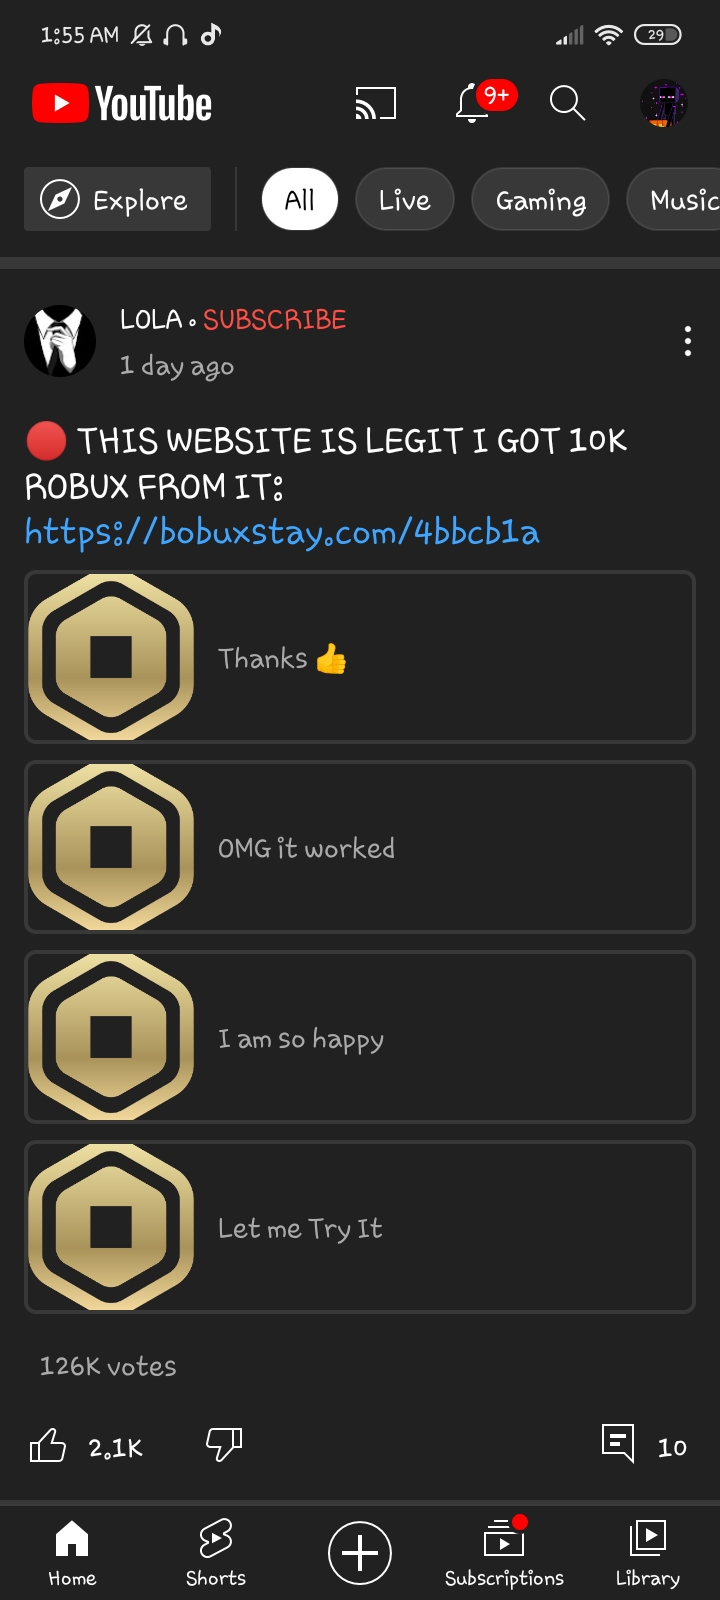 1:55 AM 29
YouTube 9+
Explore All Live Gaming Music
LOLA • SUBSCRIBE
1 day ago
🔴 THIS WEBSITE IS LEGIT I GOT 10K
ROBUX FROM IT:
https://bobuxstay.com/4bbcb1a
Thanks 👍
OMG it worked
I am so happy
Let me Try It
126K votes
2.1K 10
Home Shorts Subscriptions Library